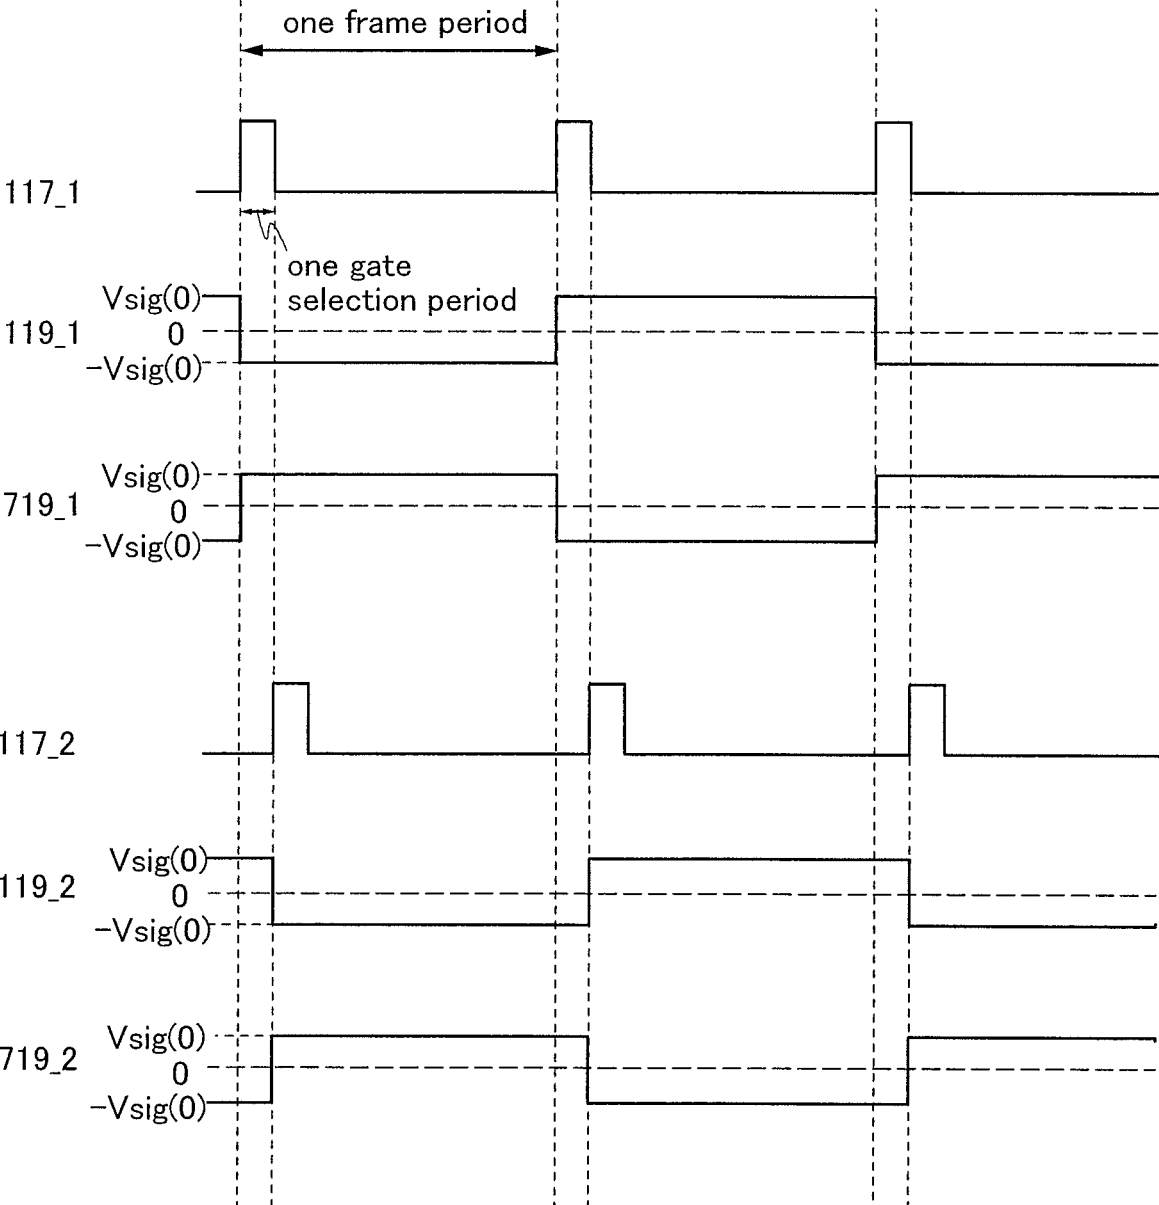 one frame period
117_1
one gate
selection period
Vsig(0)
119_1
0
-Vsig(0)
Vsig(0)
719_1
0
-Vsig(0)
117_2
Vsig(0)
119_2
0
-Vsig(0)
Vsig(0)
719_2
0
-Vsig(0)